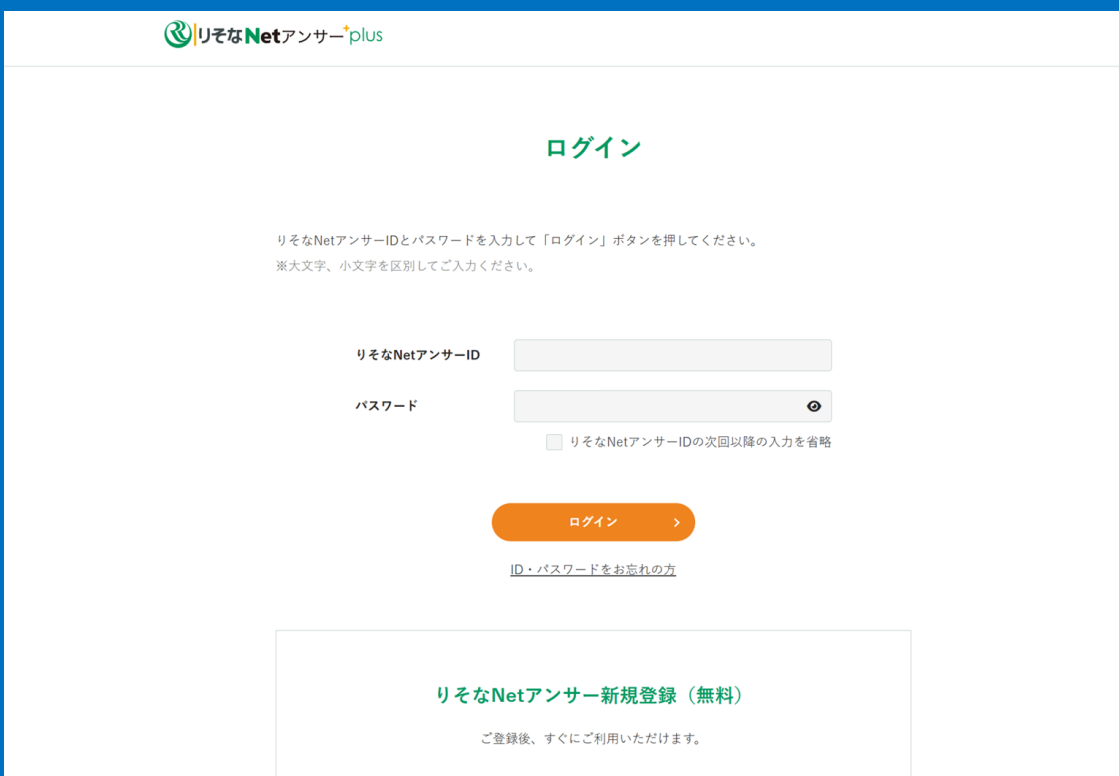 りそなNetアンサー+plus
ログイン
りそなNetアンサーIDとパスワードを入力して「ログイン」ボタンを押してください。
※大文字、小文字を区別してご入力ください。
りそなNetアンサーID
パスワード
りそなNetアンサーIDの次回以降の入力を省略
ログイン
ID・パスワードをお忘れの方
りそなNetアンサー新規登録（無料）
ご登録後、すぐにご利用いただけます。